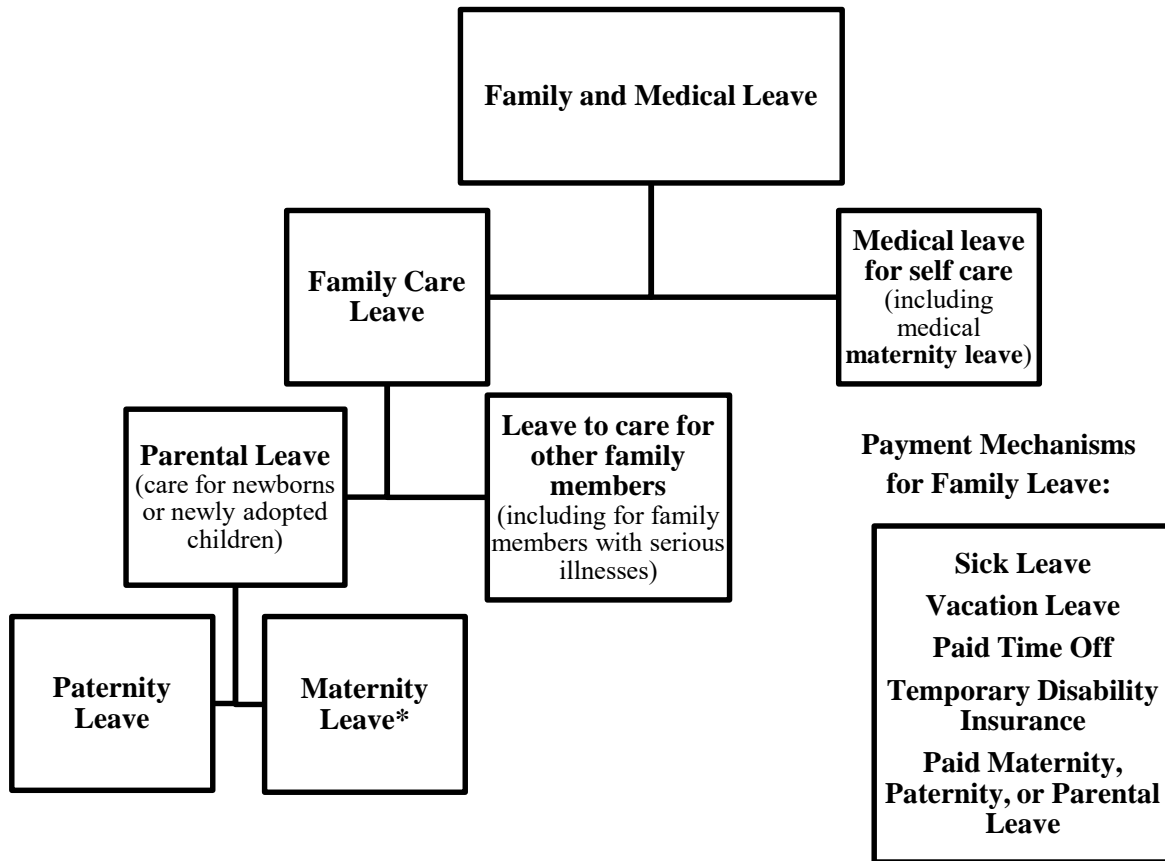 Family and Medical Leave
Family Care
Leave
Medical leave
for self care
(including
medical
maternity leave)
Parental Leave
(care for newborns
or newly adopted
children)
Leave to care for
other family
members
(including for family
members with serious
illnesses)
Paternity
Leave
Maternity
Leave*
Payment Mechanisms
for Family Leave:
Sick Leave
Vacation Leave
Paid Time Off
Temporary Disability
Insurance
Paid Maternity,
Paternity, or Parental
Leave